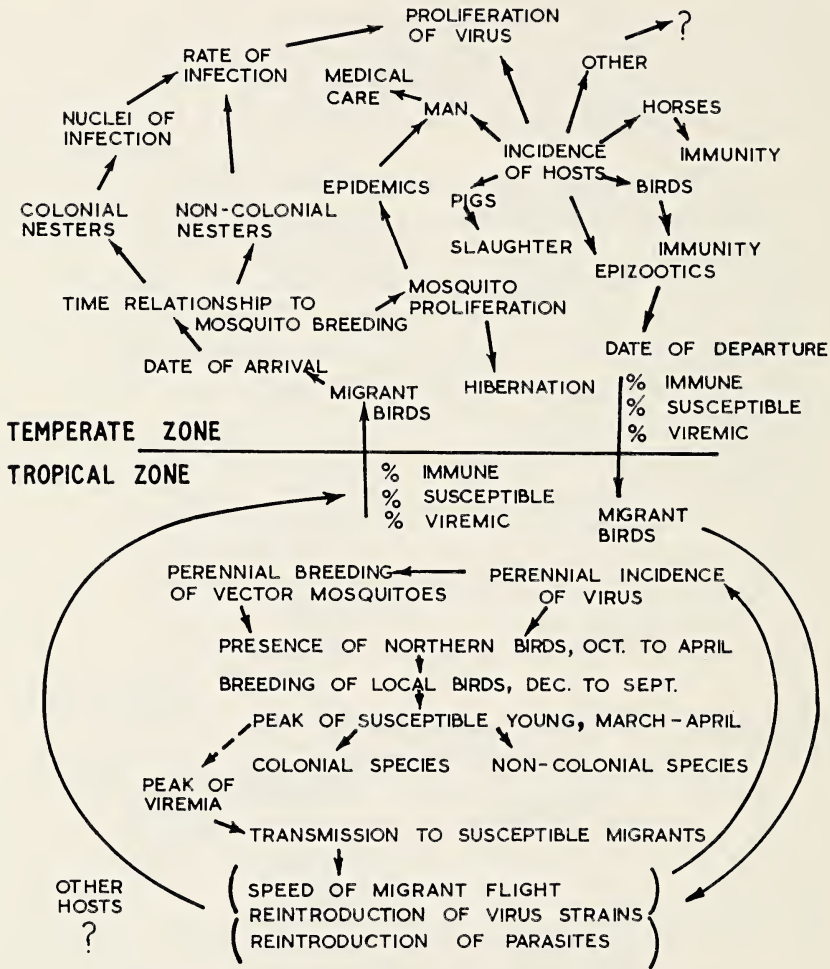 PROLIFERATION
OF VIRUS
?
OTHER
RATE OF
INFECTION
MEDICAL
CARE
MAN
HORSES
NUCLEI OF
INFECTION
INCIDENCE
OF HOSTS
IMMUNITY
EPIDEMICS
PIGS
BIRDS
COLONIAL
NESTERS
NON-COLONIAL
NESTERS
SLAUGHTER
IMMUNITY
EPIZOOTICS
TIME RELATIONSHIP TO
MOSQUITO BREEDING
MOSQUITO
PROLIFERATION
DATE OF ARRIVAL
HIBERNATION
DATE OF DEPARTURE
MIGRANT
BIRDS
% IMMUNE
% SUSCEPTIBLE
% VIREMIC
TEMPERATE ZONE
TROPICAL ZONE
% IMMUNE
% SUSCEPTIBLE
% VIREMIC
MIGRANT
BIRDS
PERENNIAL BREEDING
OF VECTOR MOSQUITOES
PERENNIAL INCIDENCE
OF VIRUS
PRESENCE OF NORTHERN BIRDS, OCT. TO APRIL
BREEDING OF LOCAL BIRDS, DEC. TO SEPT.
PEAK OF SUSCEPTIBLE YOUNG, MARCH-APRIL
COLONIAL SPECIES
NON-COLONIAL SPECIES
PEAK OF
VIREMIA
TRANSMISSION TO SUSCEPTIBLE MIGRANTS
OTHER
HOSTS
?
(SPEED OF MIGRANT FLIGHT
REINTRODUCTION OF VIRUS STRAINS)
(REINTRODUCTION OF PARASITES)